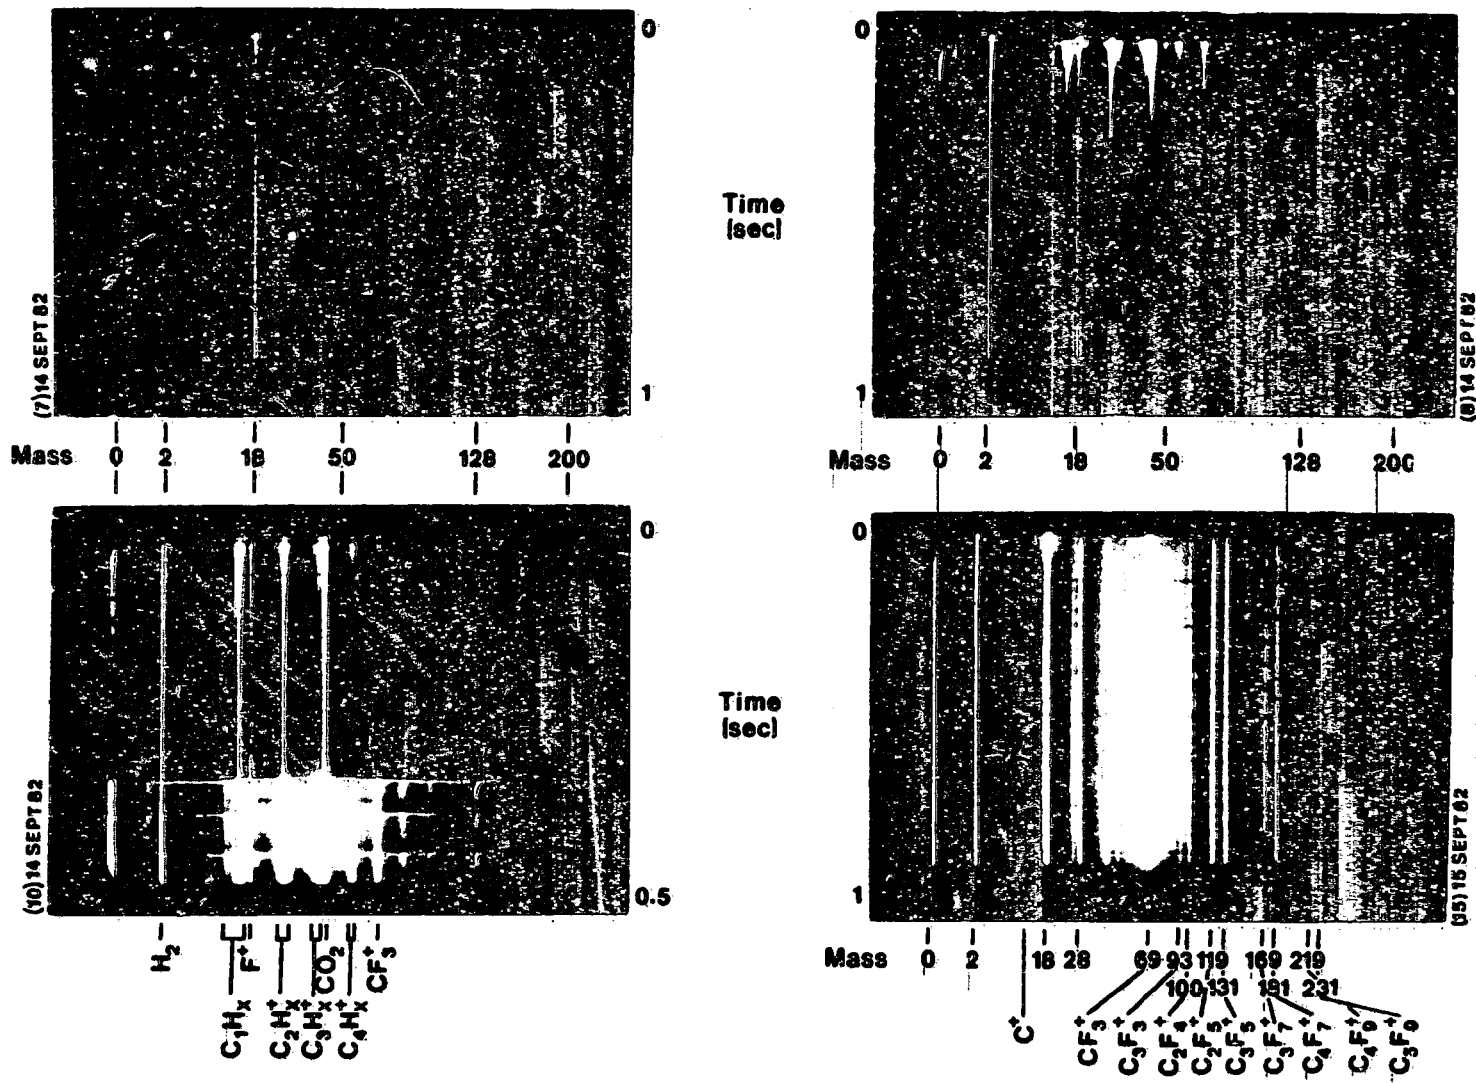 0
1
(7)14 SEPT 82
Mass 0 2 18 50 128 200
Time
(sec)
0
1
(8)14 SEPT 82
Mass 0 2 18 50 128 200
0
0.5
(10)14 SEPT 82
H₂
C₁Hₓ
F⁺
C₂Hₓ⁺
C₃Hₓ⁺
CO₂
C₄Hₓ⁺
CF₃⁺
Time
(sec)
0
1
(15)15 SEPT 82
Mass 0 2 18 28 69 93 119 169 219
100 131 181 231
C⁺
CF₃⁺
C₃F₃⁺
C₂F₄⁺
C₂F₅⁺
C₃F₅⁺
C₃F₇⁺
C₄F₇⁺
C₄F₉⁺
C₅F₉⁺